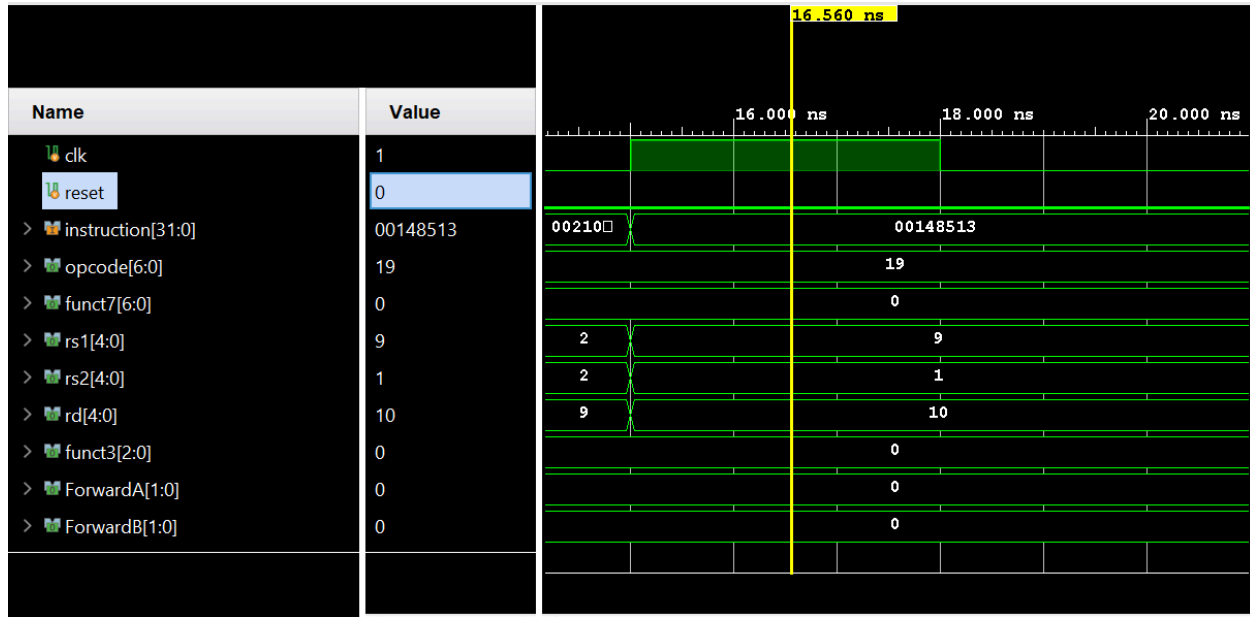 16.560 ns
Name Value 16.000 ns 18.000 ns 20.000 ns
clk 1
reset 0
instruction[31:0] 00148513 00210□ 00148513
opcode[6:0] 19 19
funct7[6:0] 0 0
rs1[4:0] 9 2 9
rs2[4:0] 1 2 1
rd[4:0] 10 9 10
funct3[2:0] 0 0
ForwardA[1:0] 0 0
ForwardB[1:0] 0 0